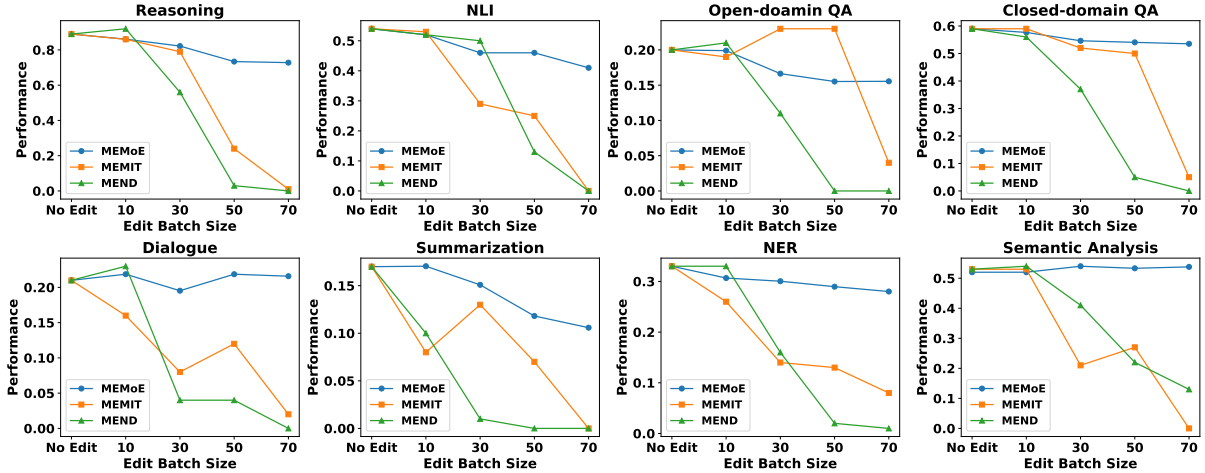 Reasoning
Performance
0.8
0.6
0.4
0.2
0.0
MEMoE
MEMIT
MEND
No Edit 10 30 50 70
Edit Batch Size
NLI
Performance
0.5
0.4
0.3
0.2
0.1
0.0
MEMoE
MEMIT
MEND
No Edit 10 30 50 70
Edit Batch Size
Open-doamin QA
Performance
0.20
0.15
0.10
0.05
0.00
MEMoE
MEMIT
MEND
No Edit 10 30 50 70
Edit Batch Size
Closed-domain QA
Performance
0.6
0.5
0.4
0.3
0.2
0.1
0.0
MEMoE
MEMIT
MEND
No Edit 10 30 50 70
Edit Batch Size
Dialogue
Performance
0.20
0.15
0.10
0.05
0.00
MEMoE
MEMIT
MEND
No Edit 10 30 50 70
Edit Batch Size
Summarization
Performance
0.15
0.10
0.05
0.00
MEMoE
MEMIT
MEND
No Edit 10 30 50 70
Edit Batch Size
NER
Performance
0.3
0.2
0.1
0.0
MEMoE
MEMIT
MEND
No Edit 10 30 50 70
Edit Batch Size
Semantic Analysis
Performance
0.5
0.4
0.3
0.2
0.1
0.0
MEMoE
MEMIT
MEND
No Edit 10 30 50 70
Edit Batch Size